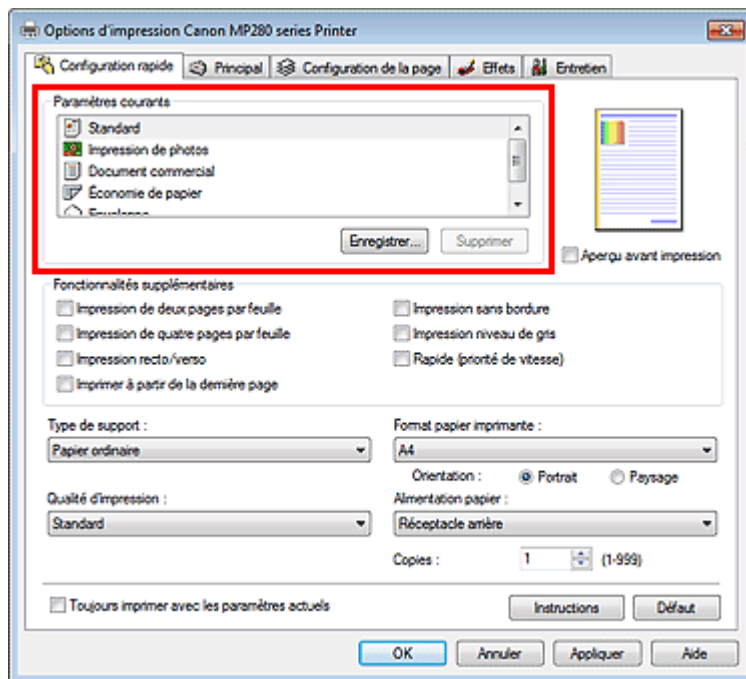 Options d'impression Canon MP280 series Printer
Configuration rapide Principal Configuration de la page Effets Entretien
Paramètres courants
Standard
Impression de photos
Document commercial
Économie de papier
Enregistrer... Supprimer
Aperçu avant impression
Fonctionnalités supplémentaires
Impression de deux pages par feuille Impression sans bordure
Impression de quatre pages par feuille Impression niveau de gris
Impression recto/verso Rapide (priorité de vitesse)
Imprimer à partir de la dernière page
Type de support : Format papier imprimante :
Papier ordinaire A4
Orientation : Portrait Paysage
Qualité d'impression : Alimentation papier :
Standard Réceptacle arrière
Copies : 1 (1-999)
Toujours imprimer avec les paramètres actuels Instructions Défaut
OK Annuler Appliquer Aide